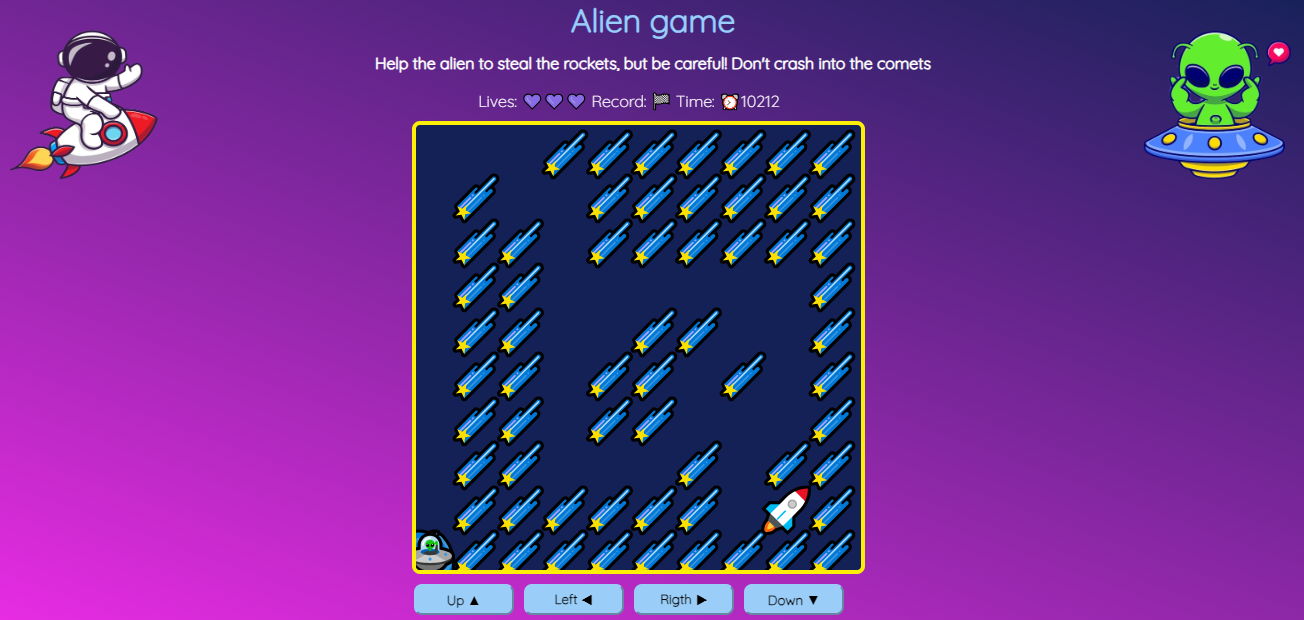 Alien game
Help the alien to steal the rockets, but be careful! Don't crash into the comets
Lives: 💜💜💜 Record: 🏁 Time: ⏰10212
Up ▲ Left ◀ Rigth ▶ Down ▼